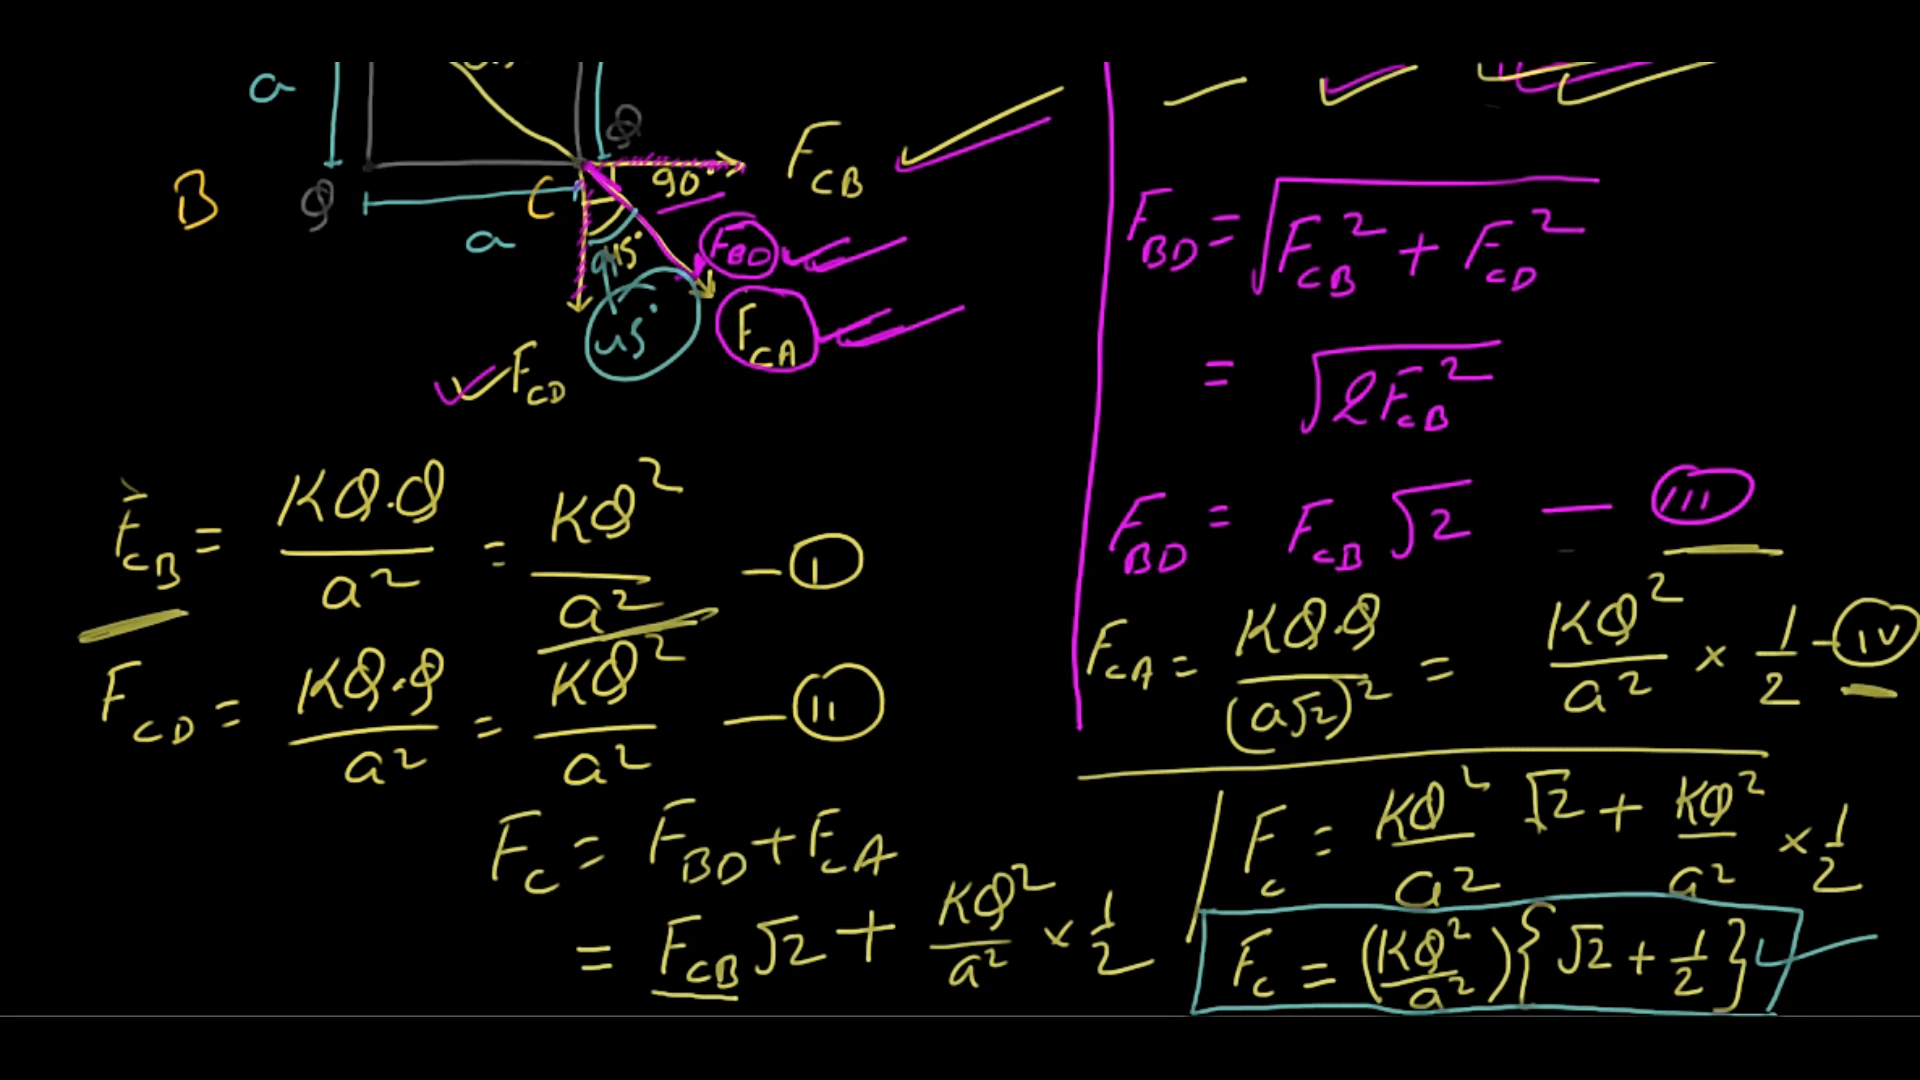 a
Q
F_CB
90°
B
Q
C
a
F_BD
45°
F_CA
F_CD
F_CB = KQ.Q / a² = KQ² / a² — (I)
F_CD = KQ.Q / a² = KQ² / a² — (II)
F_C = F_BD + F_CA
= F_CB √2 + KQ² / a² × 1/2
F_BD = √(F_CB² + F_CD²)
= √(2F_CB²)
F_BD = F_CB √2 — (III)
F_CA = KQ.Q / (a√2)² = KQ² / a² × 1/2 — (IV)
F_C = KQ² / a² √2 + KQ² / a² × 1/2
F_C = (KQ² / a²) {√2 + 1/2}